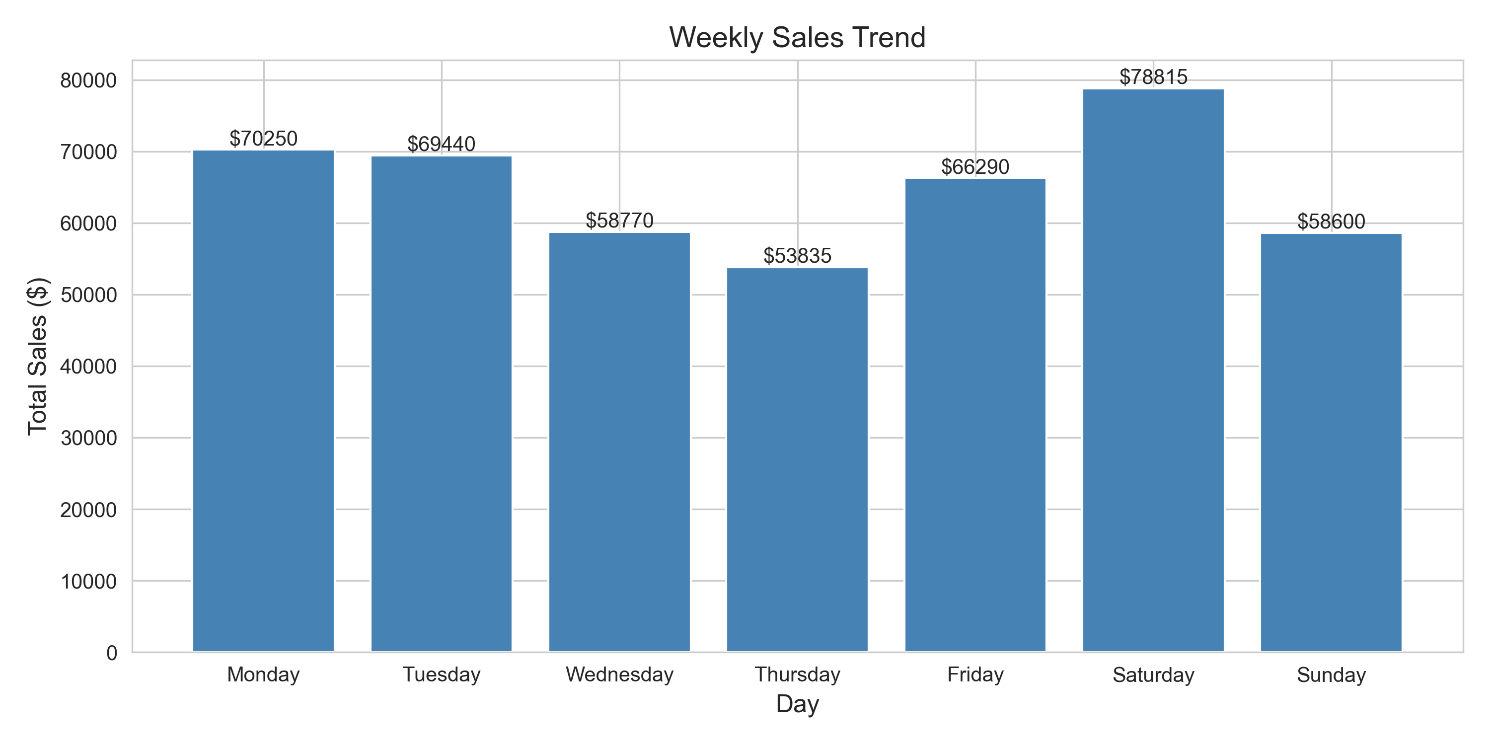 Weekly Sales Trend
Total Sales ($)
80000
70000
60000
50000
40000
30000
20000
10000
0
$70250
$69440
$58770
$53835
$66290
$78815
$58600
Monday
Tuesday
Wednesday
Thursday
Friday
Saturday
Sunday
Day